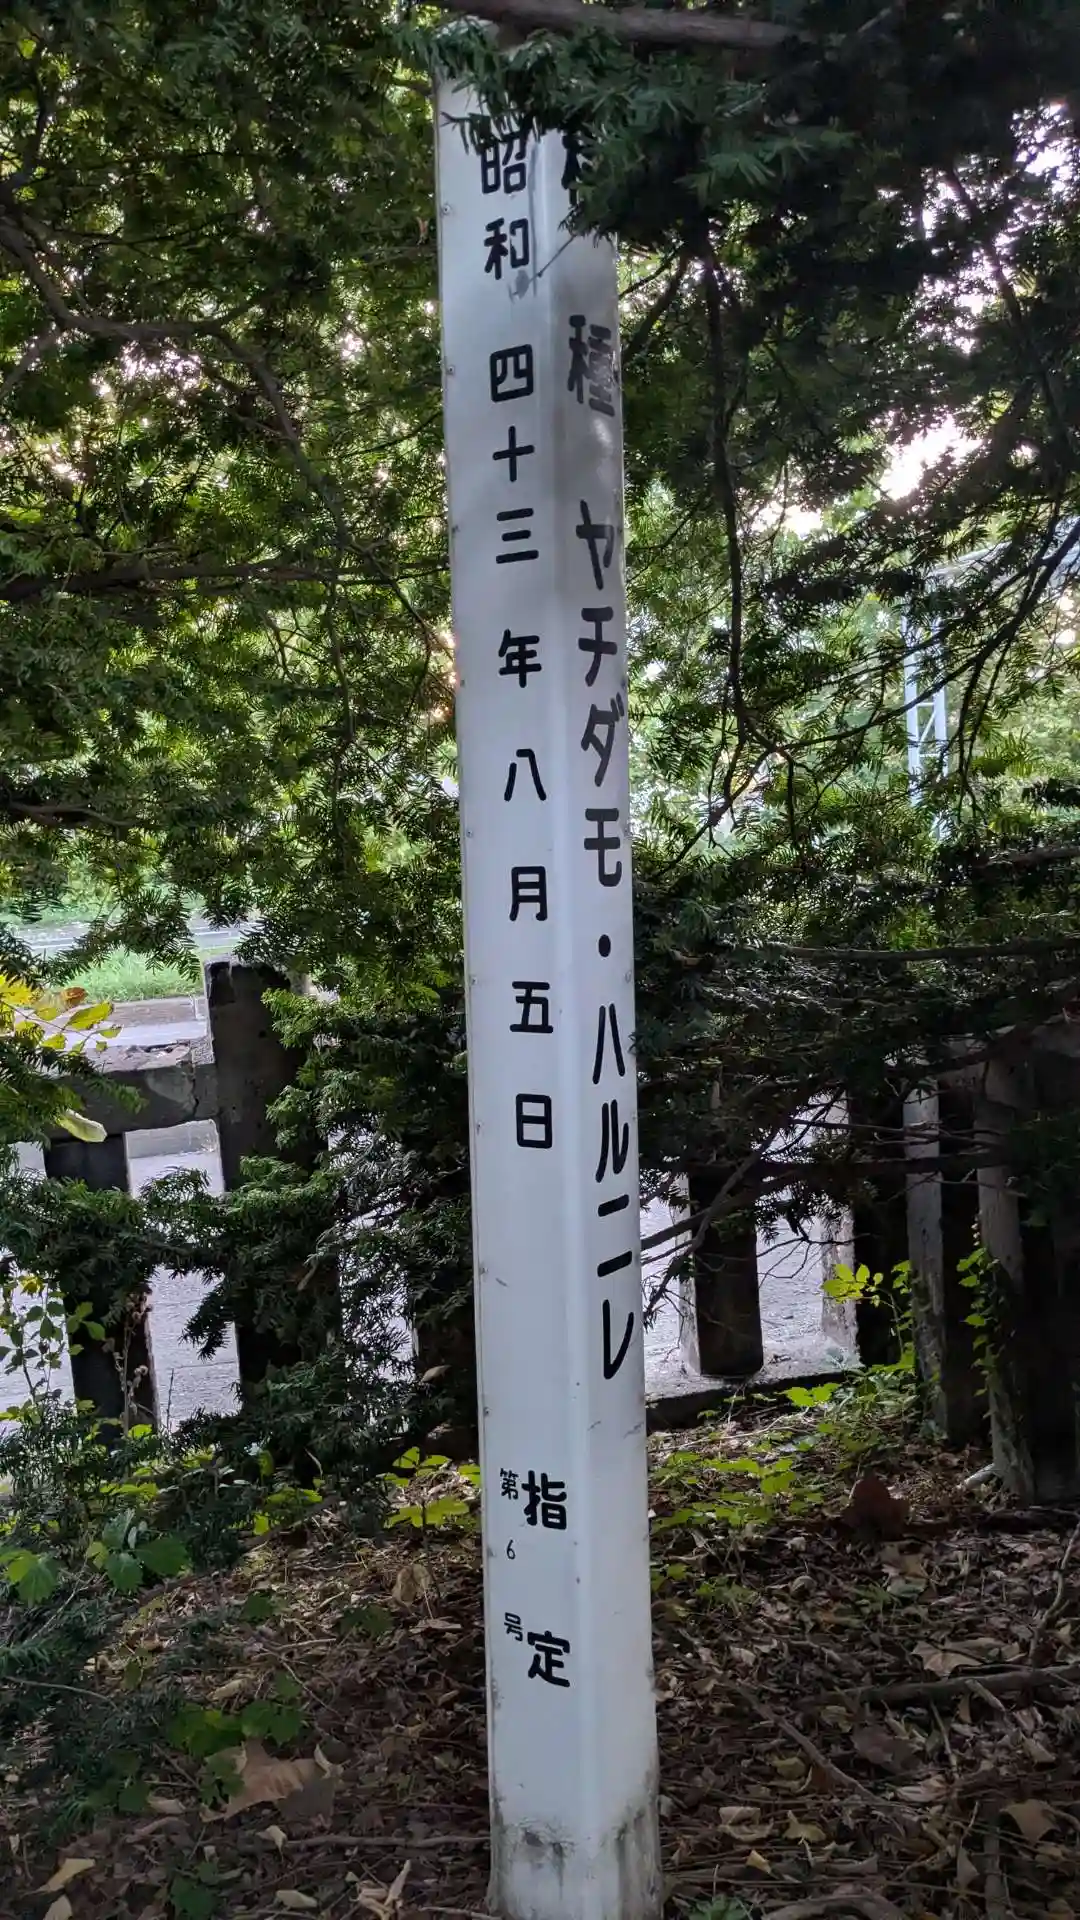 樹種 ヤチダモ・ハルニレ
昭和四十三年八月五日 指定
第6号